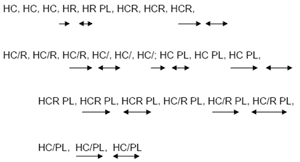 HC, HC, HC, HR, HR PL, HCR, HCR, HCR,
HC/R, HC/R, HC/R, HC/, HC/, HC/; HC PL, HC PL, HC PL,
HCR PL, HCR PL, HCR PL, HC/R PL, HC/R PL, HC/R PL,
HC/PL, HC/PL, HC/PL